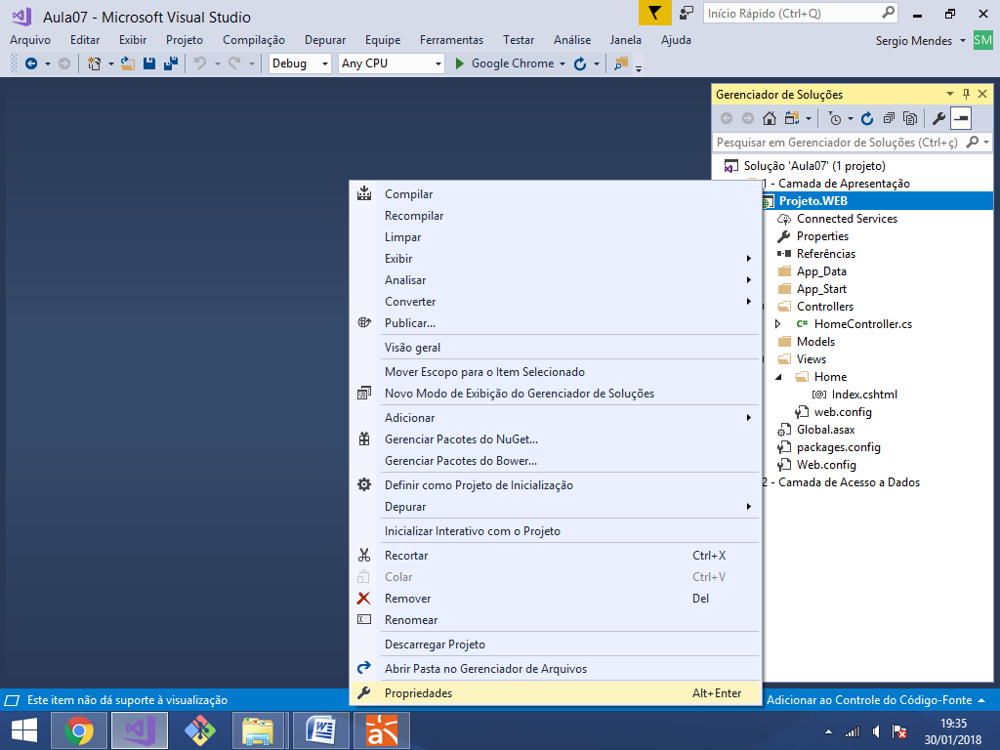 Aula07 - Microsoft Visual Studio
Início Rápido (Ctrl+Q)
Arquivo Editar Exibir Projeto Compilação Depurar Equipe Ferramentas Testar Análise Janela Ajuda
Sergio Mendes SM
Debug Any CPU Google Chrome
Gerenciador de Soluções
Pesquisar em Gerenciador de Soluções (Ctrl+ç)
Solução 'Aula07' (1 projeto)
1 - Camada de Apresentação
Projeto.WEB
Connected Services
Properties
Referências
App_Data
App_Start
Controllers
C# HomeController.cs
Models
Views
Home
[@] Index.cshtml
web.config
Global.asax
packages.config
Web.config
2 - Camada de Acesso a Dados
Compilar
Recompilar
Limpar
Exibir
Analisar
Converter
Publicar...
Visão geral
Mover Escopo para o Item Selecionado
Novo Modo de Exibição do Gerenciador de Soluções
Adicionar
Gerenciar Pacotes do NuGet...
Gerenciar Pacotes do Bower...
Definir como Projeto de Inicialização
Depurar
Inicializar Interativo com o Projeto
Recortar Ctrl+X
Colar Ctrl+V
Remover Del
Renomear
Descarregar Projeto
Abrir Pasta no Gerenciador de Arquivos
Propriedades Alt+Enter
Este item não dá suporte à visualização
Adicionar ao Controle do Código-Fonte
19:35
30/01/2018